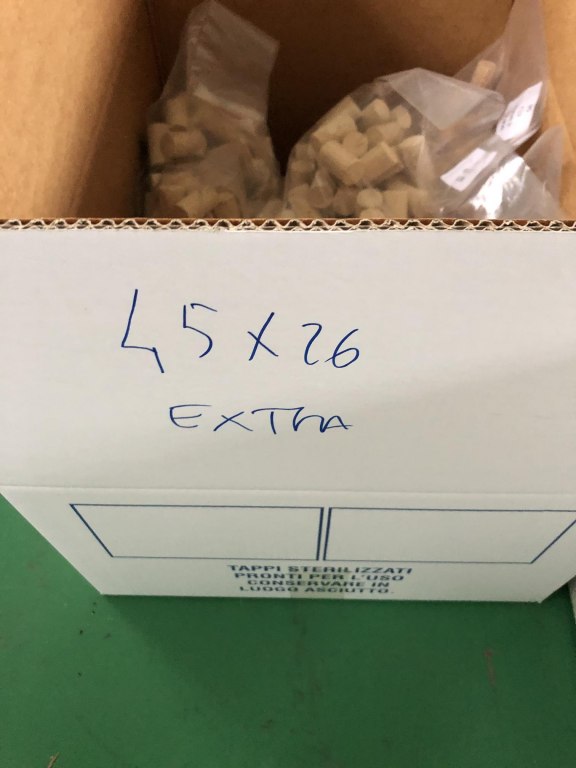 45 x 26
EXTRA
TAPPI STERILIZZATI
PRONTI PER L'USO
CONSERVARE IN
LUOGO ASCIUTTO.